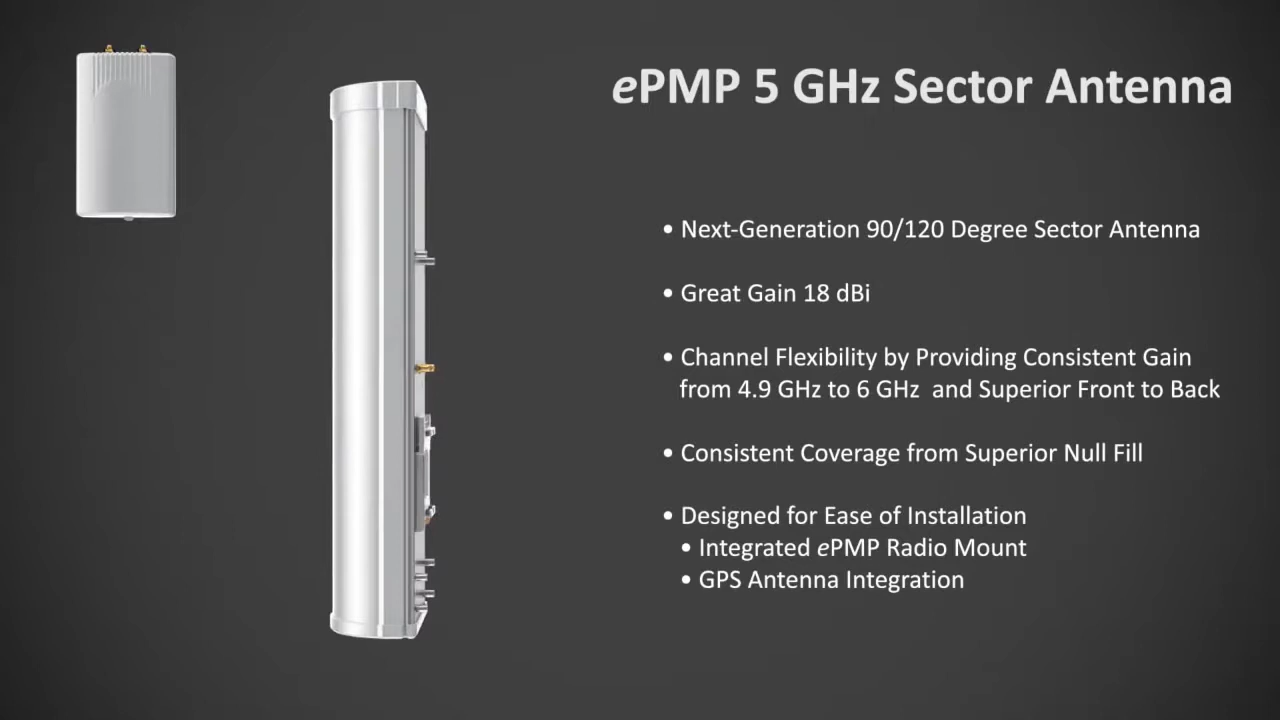 ePMP 5 GHz Sector Antenna
• Next-Generation 90/120 Degree Sector Antenna
• Great Gain 18 dBi
• Channel Flexibility by Providing Consistent Gain
from 4.9 GHz to 6 GHz  and Superior Front to Back
• Consistent Coverage from Superior Null Fill
• Designed for Ease of Installation
• Integrated ePMP Radio Mount
• GPS Antenna Integration